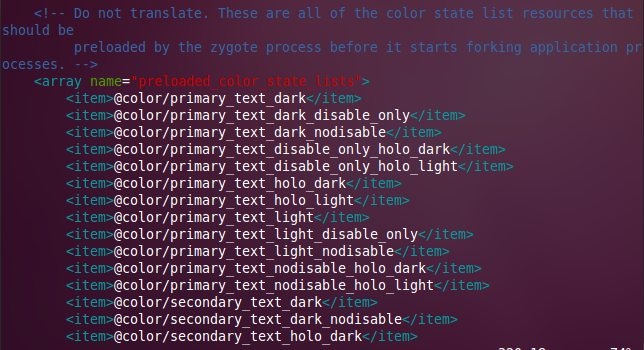 <!-- Do not translate. These are all of the color state list resources that
should be
preloaded by the zygote process before it starts forking application pr
ocesses. -->
<array name="preloaded_color_state_lists">
<item>@color/primary_text_dark</item>
<item>@color/primary_text_dark_disable_only</item>
<item>@color/primary_text_dark_nodisable</item>
<item>@color/primary_text_disable_only_holo_dark</item>
<item>@color/primary_text_disable_only_holo_light</item>
<item>@color/primary_text_holo_dark</item>
<item>@color/primary_text_holo_light</item>
<item>@color/primary_text_light</item>
<item>@color/primary_text_light_disable_only</item>
<item>@color/primary_text_light_nodisable</item>
<item>@color/primary_text_nodisable_holo_dark</item>
<item>@color/primary_text_nodisable_holo_light</item>
<item>@color/secondary_text_dark</item>
<item>@color/secondary_text_dark_nodisable</item>
<item>@color/secondary_text_holo_dark</item>